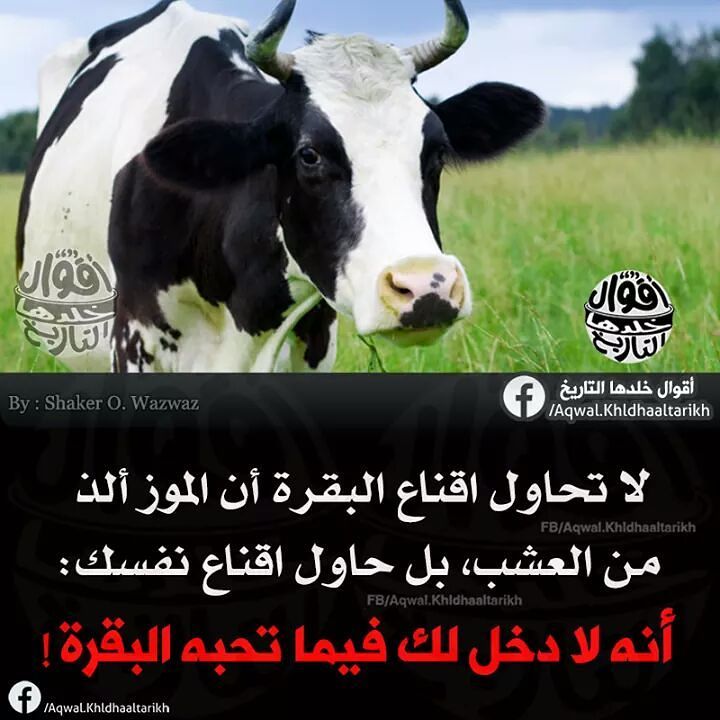 أقوال
خلدها
التاريخ
أقوال
خلدها
التاريخ
By : Shaker O. Wazwaz
أقوال خلدها التاريخ
/Aqwal.Khldhaaltarikh
لا تحاول اقناع البقرة أن الموز ألذ
FB/Aqwal.Khldhaaltarikh
من العشب، بل حاول اقناع نفسك:
FB/Aqwal.Khldhaaltarikh
أنه لا دخل لك فيما تحبه البقرة !
/Aqwal.Khldhaaltarikh